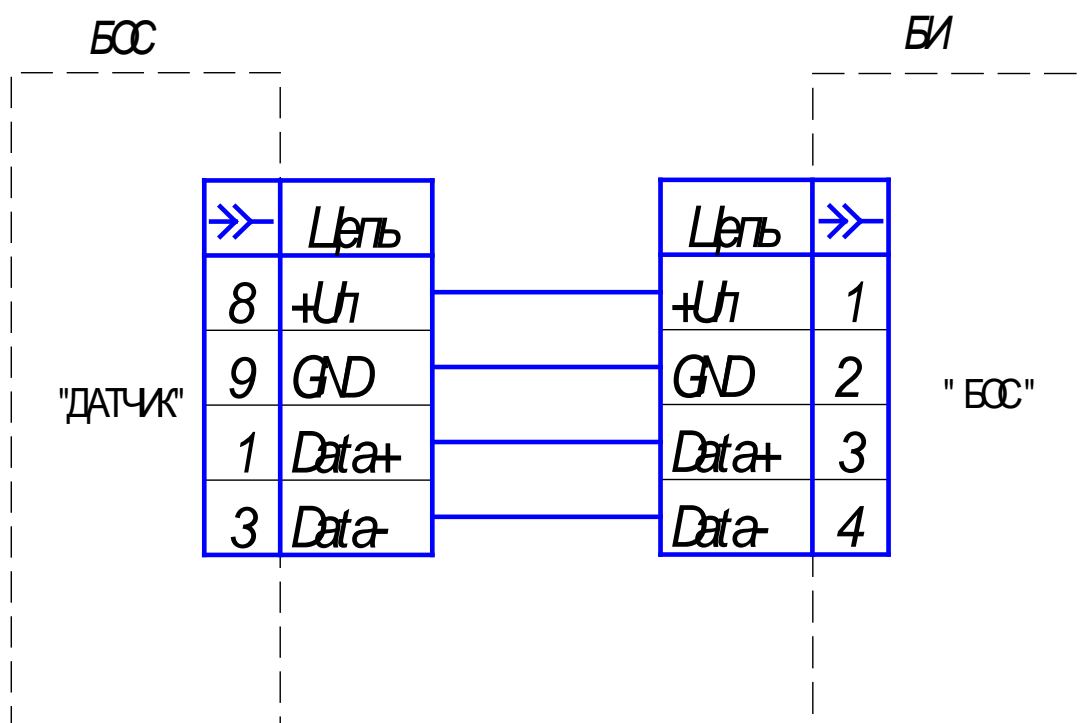 БОС
БИ
Цепь
Цепь
8 +Uп
+Uп 1
9 GND
GND 2
"ДАТЧИК"
" БОС"
1 Data+
Data+ 3
3 Data-
Data- 4